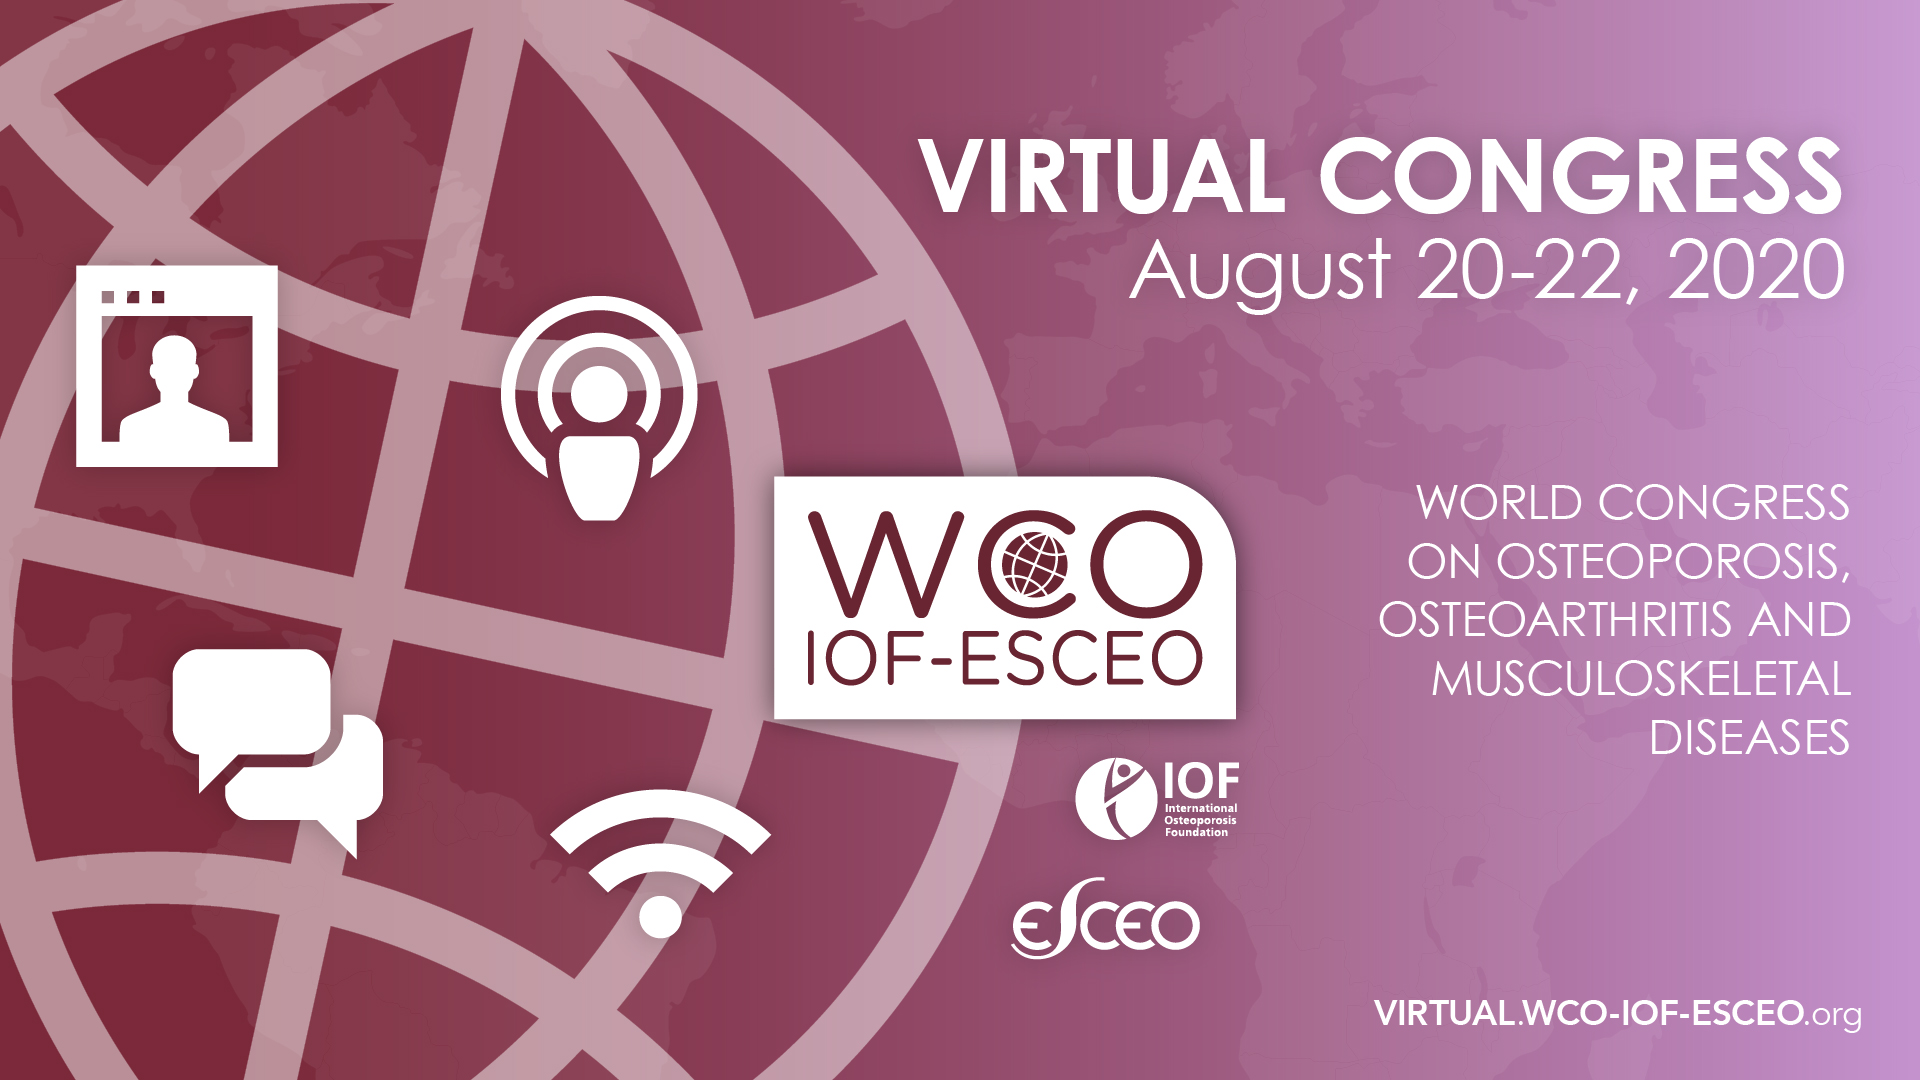 VIRTUAL CONGRESS
August 20-22, 2020
WORLD CONGRESS
ON OSTEOPOROSIS,
OSTEOARTHRITIS AND
MUSCULOSKELETAL
DISEASES
WCO
IOF-ESCEO
IOF
International
Osteoporosis
Foundation
ESCEO
VIRTUAL.WCO-IOF-ESCEO.org